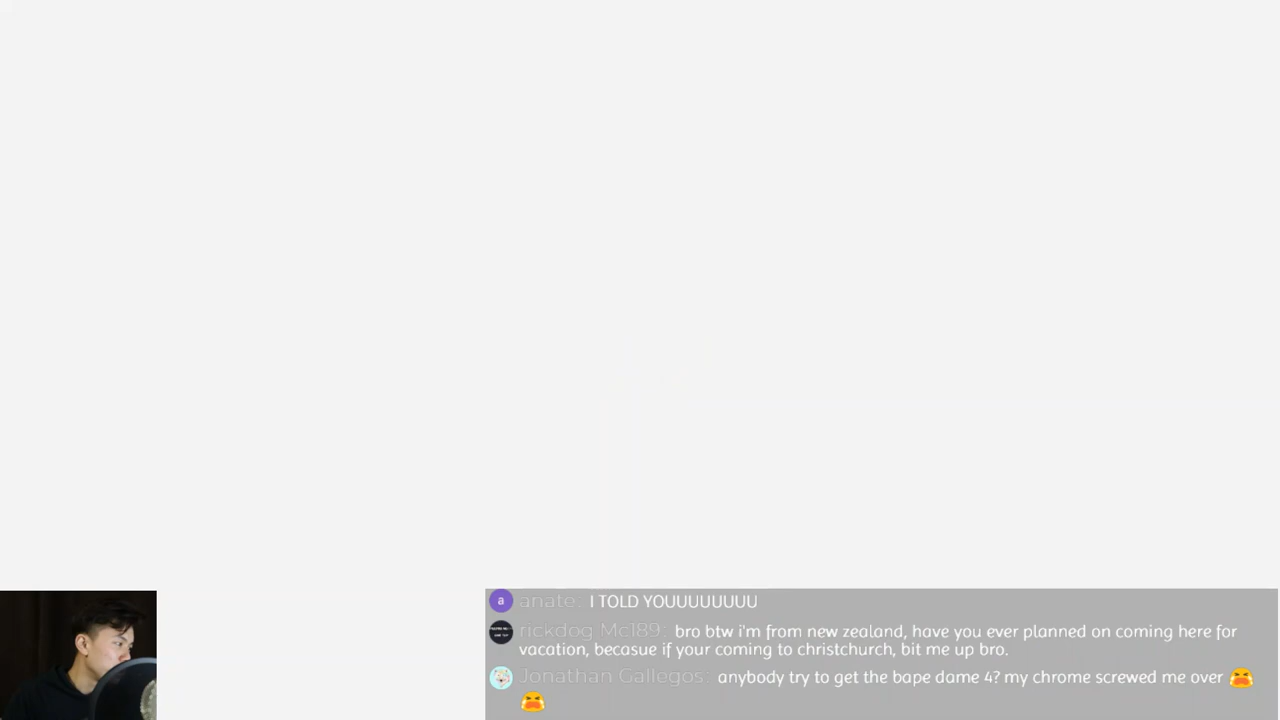 a anate: I TOLD YOUUUUUUUU
rickdog Mc189: bro btw i'm from new zealand, have you ever planned on coming here for
vacation, becasue if your coming to christchurch, bit me up bro.
Jonathan Gallegos: anybody try to get the bape dame 4? my chrome screwed me over 😫
😫